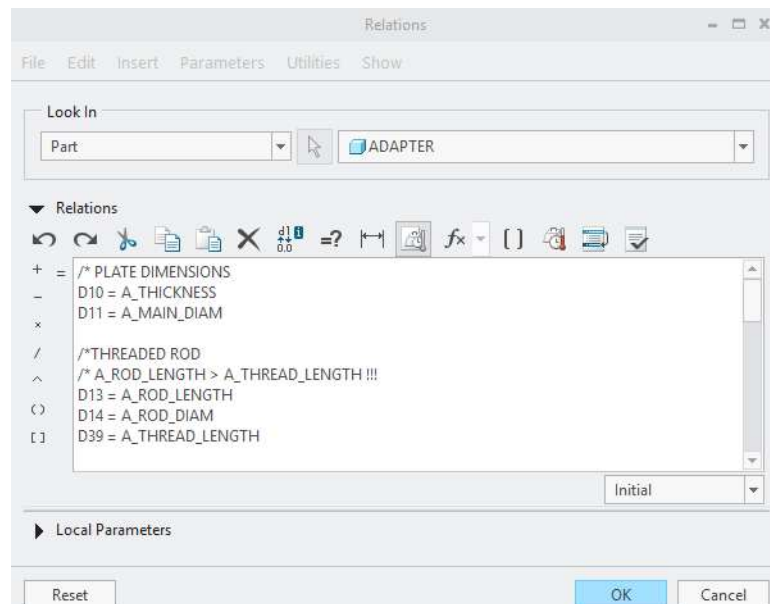 Relations
File Edit Insert Parameters Utilities Show
Look In
Part ADAPTER
Relations
=? fx [ ]
+ = /* PLATE DIMENSIONS
- D10 = A_THICKNESS
× D11 = A_MAIN_DIAM
/ /*THREADED ROD
^ /* A_ROD_LENGTH > A_THREAD_LENGTH !!!
D13 = A_ROD_LENGTH
( ) D14 = A_ROD_DIAM
[ ] D39 = A_THREAD_LENGTH
Initial
Local Parameters
Reset OK Cancel